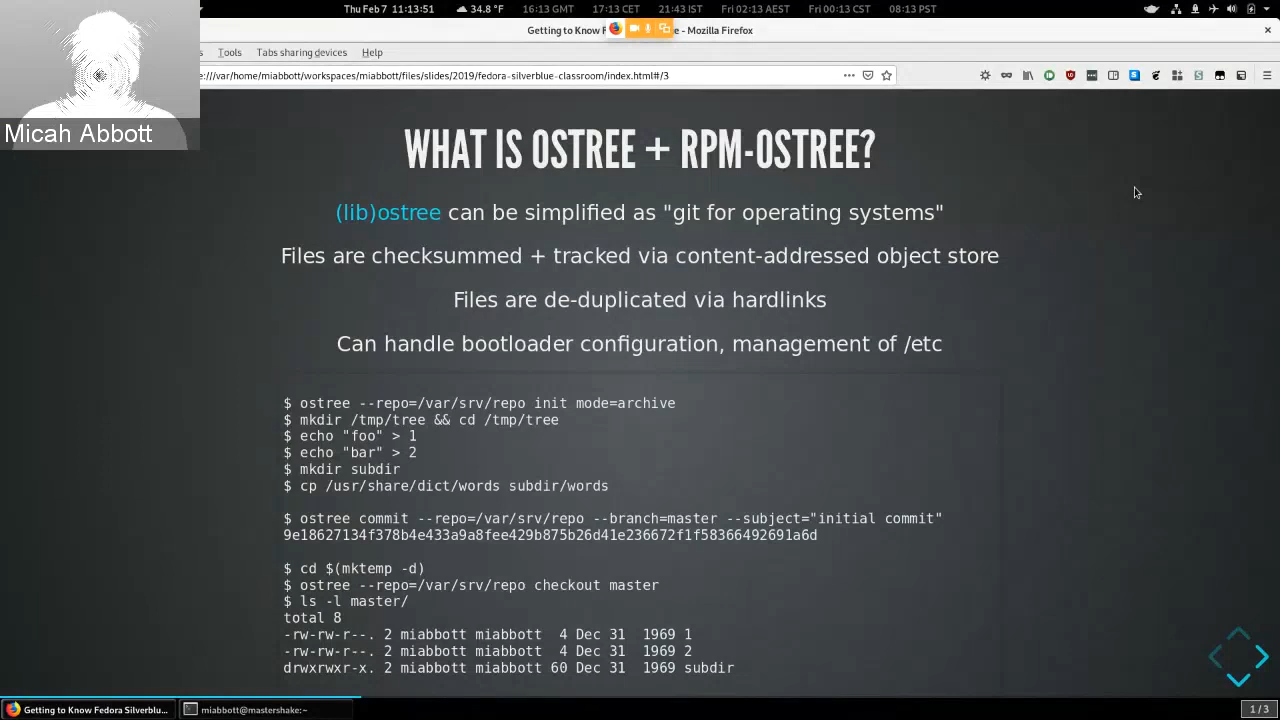 Thu Feb 7 11:13:51
34.8 °F
16:13 GMT
17:13 CET
21:43 IST
Fri 02:13 AEST
Fri 00:13 CST
08:13 PST
Getting to Know F
e - Mozilla Firefox
Tools
Tabs sharing devices
Help
:///var/home/miabbott/workspaces/miabbott/files/slides/2019/fedora-silverblue-classroom/index.html#/3
Micah Abbott
WHAT IS OSTREE + RPM-OSTREE?
(lib)ostree can be simplified as "git for operating systems"
Files are checksummed + tracked via content-addressed object store
Files are de-duplicated via hardlinks
Can handle bootloader configuration, management of /etc
$ ostree --repo=/var/srv/repo init mode=archive
$ mkdir /tmp/tree && cd /tmp/tree
$ echo "foo" > 1
$ echo "bar" > 2
$ mkdir subdir
$ cp /usr/share/dict/words subdir/words
$ ostree commit --repo=/var/srv/repo --branch=master --subject="initial commit"
9e18627134f378b4e433a9a8fee429b875b26d41e236672f1f58366492691a6d
$ cd $(mktemp -d)
$ ostree --repo=/var/srv/repo checkout master
$ ls -l master/
total 8
-rw-rw-r--. 2 miabbott miabbott  4 Dec 31  1969 1
-rw-rw-r--. 2 miabbott miabbott  4 Dec 31  1969 2
drwxrwxr-x. 2 miabbott miabbott 60 Dec 31  1969 subdir
Getting to Know Fedora Silverblu...
miabbott@mastershake:~
1 / 3